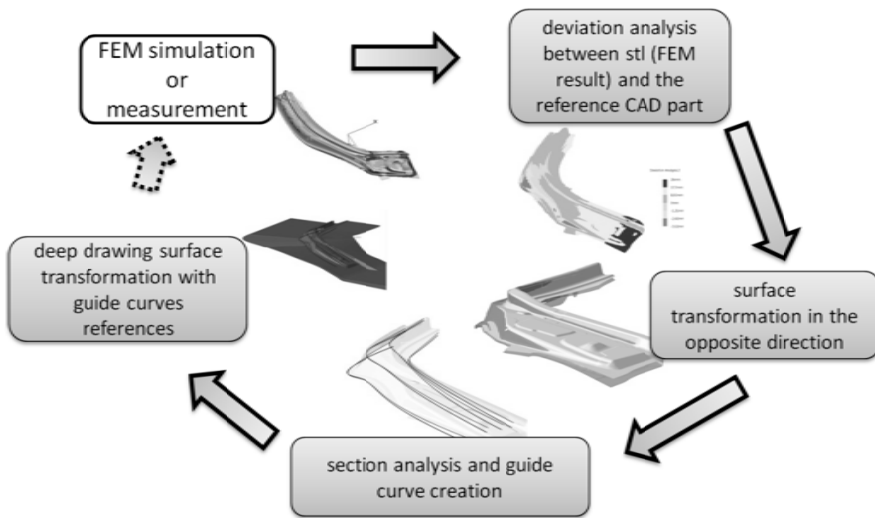 FEM simulation
or
measurement
deviation analysis
between stl (FEM
result) and the
reference CAD part
surface
transformation in the
opposite direction
section analysis and guide
curve creation
deep drawing surface
transformation with
guide curves
references